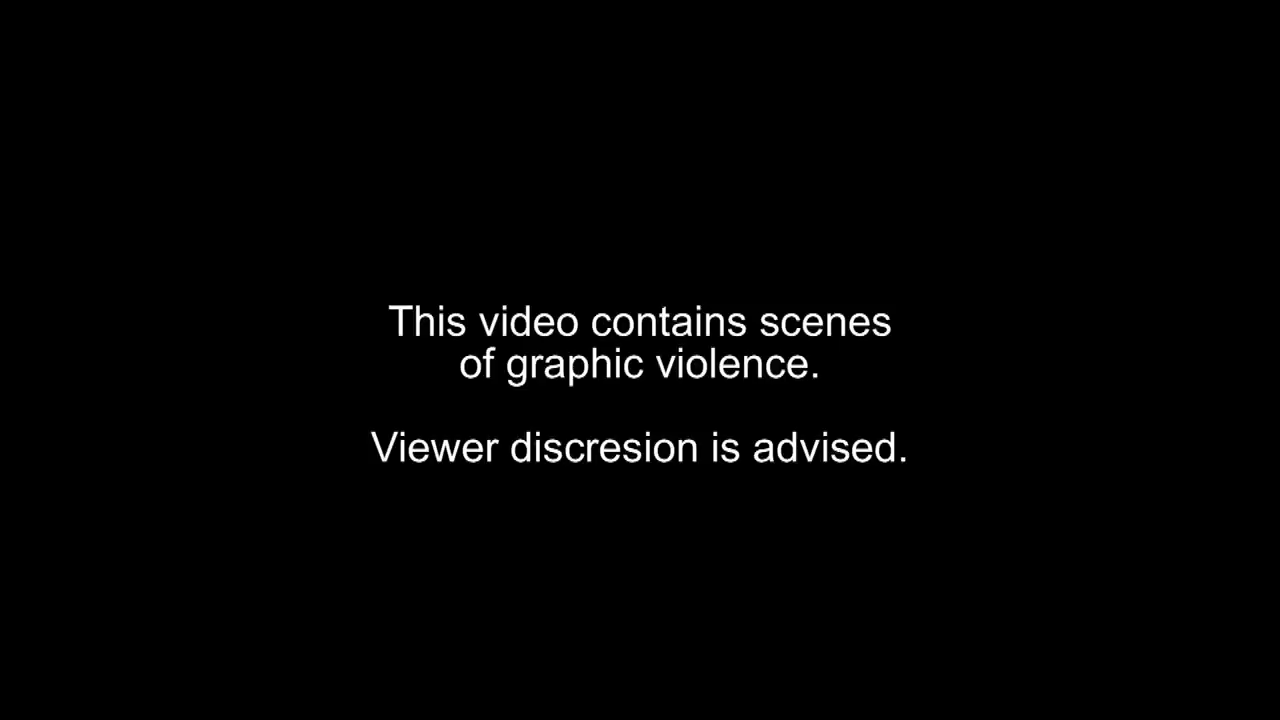 This video contains scenes
of graphic violence.
Viewer discresion is advised.